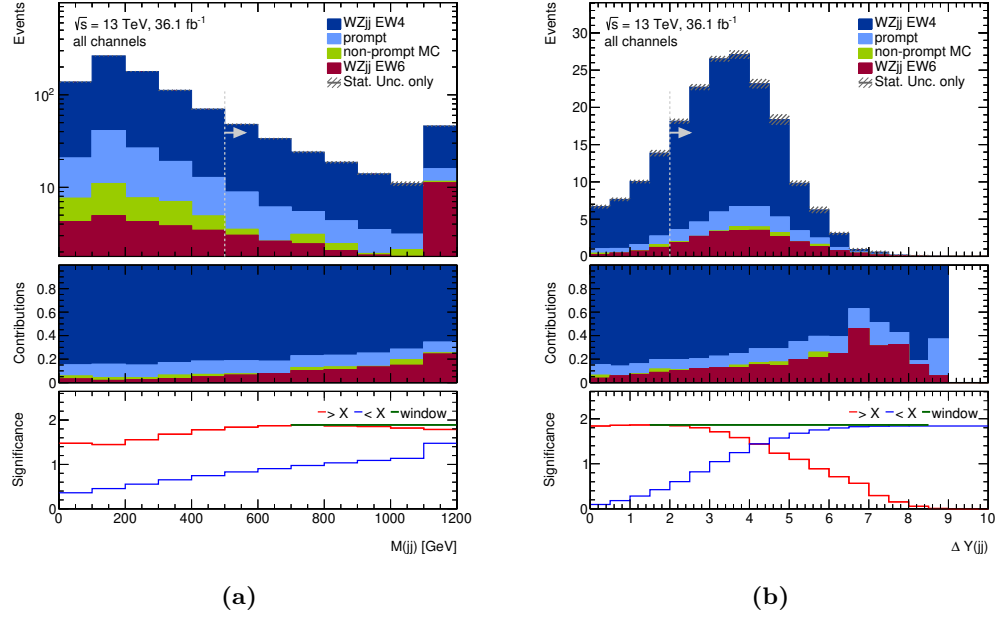 Events
√s = 13 TeV, 36.1 fb⁻¹
all channels
WZjj EW4
prompt
non-prompt MC
WZjj EW6
Stat. Unc. only
10²
10
Contributions
0.8
0.6
0.4
0.2
0
Significance
> X < X window
2
1
0
0 200 400 600 800 1000 1200
M(jj) [GeV]
(a)
Events
√s = 13 TeV, 36.1 fb⁻¹
all channels
WZjj EW4
prompt
non-prompt MC
WZjj EW6
Stat. Unc. only
30
25
20
15
10
5
0
Contributions
0.8
0.6
0.4
0.2
0
Significance
> X < X window
2
1
0
0 1 2 3 4 5 6 7 8 9 10
Δ Y(jj)
(b)